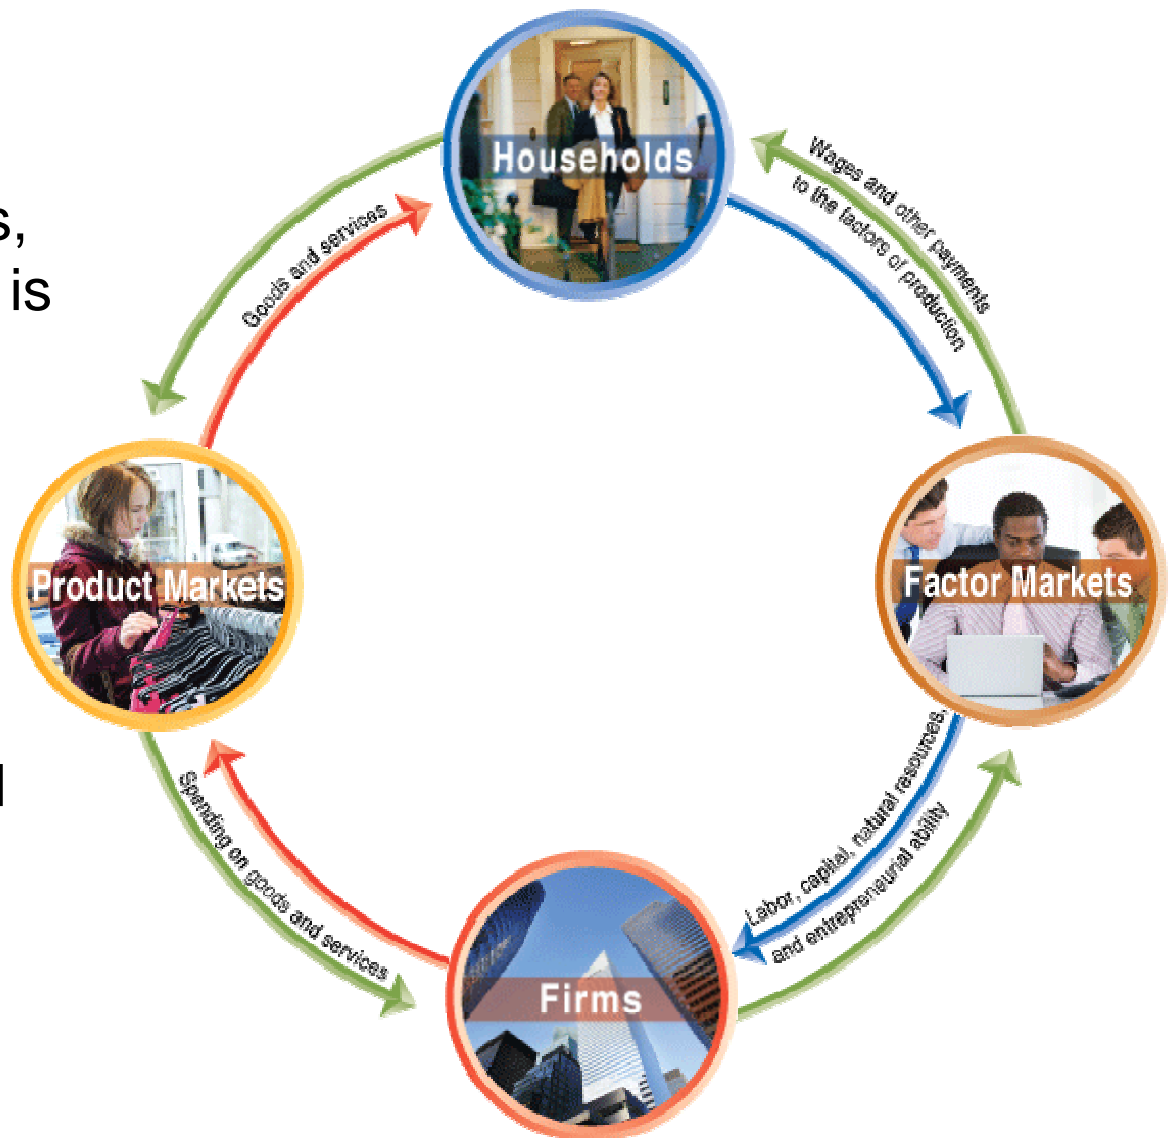 Households
Wages and other payments
to the factors of production
Goods and services
s,
is
Product Markets
Factor Markets
l
Spending on goods and services
Labor, capital, natural resources,
and entrepreneurial ability
Firms